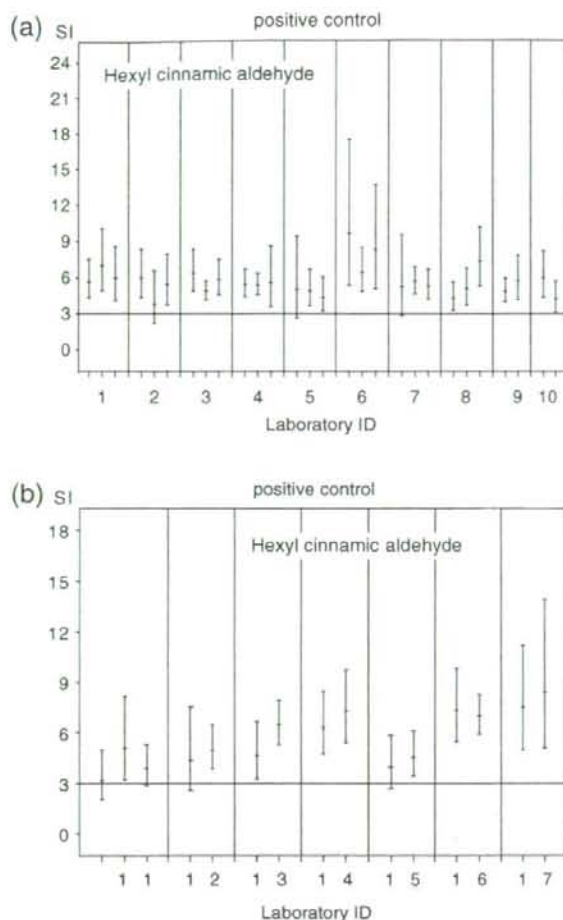 (a) SI
positive control
Hexyl cinnamic aldehyde
24
21
18
15
12
9
6
3
0
1 2 3 4 5 6 7 8 9 10
Laboratory ID
(b) SI
positive control
Hexyl cinnamic aldehyde
18
15
12
9
6
3
0
1 1 1 2 1 3 1 4 1 5 1 6 1 7
Laboratory ID